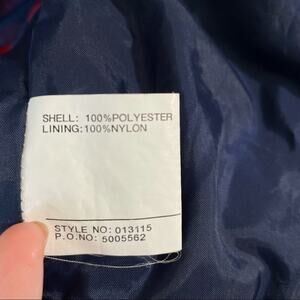 SHELL: 100%POLYESTER
LINING:100%NYLON
STYLE NO: 013115
P.O.NO: 5005562